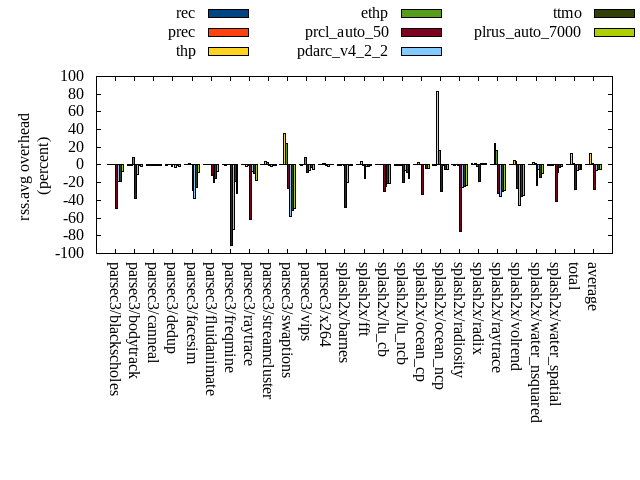 rec
prec
thp
ethp
prcl_auto_50
pdarc_v4_2_2
ttmo
plrus_auto_7000
rss.avg overhead
(percent)
100
80
60
40
20
0
-20
-40
-60
-80
-100
parsec3/blackscholes
parsec3/bodytrack
parsec3/canneal
parsec3/dedup
parsec3/facesim
parsec3/fluidanimate
parsec3/freqmine
parsec3/raytrace
parsec3/streamcluster
parsec3/swaptions
parsec3/vips
parsec3/x264
splash2x/barnes
splash2x/fft
splash2x/lu_cb
splash2x/lu_ncb
splash2x/ocean_cp
splash2x/ocean_ncp
splash2x/radiosity
splash2x/radix
splash2x/raytrace
splash2x/volrend
splash2x/water_nsquared
splash2x/water_spatial
total
average